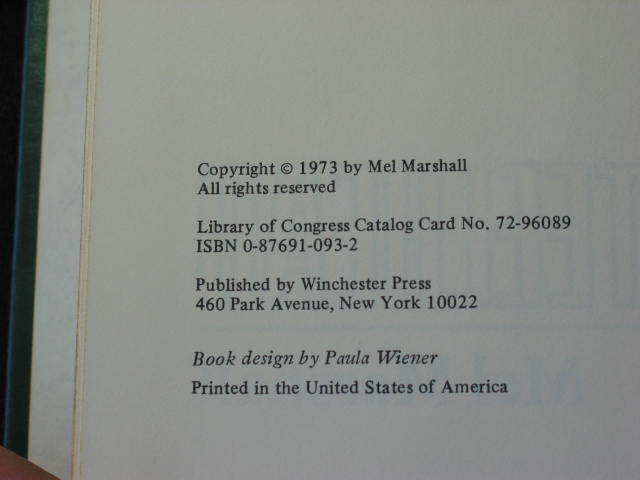 Copyright © 1973 by Mel Marshall
All rights reserved
Library of Congress Catalog Card No. 72-96089
ISBN 0-87691-093-2
Published by Winchester Press
460 Park Avenue, New York 10022
Book design by Paula Wiener
Printed in the United States of America